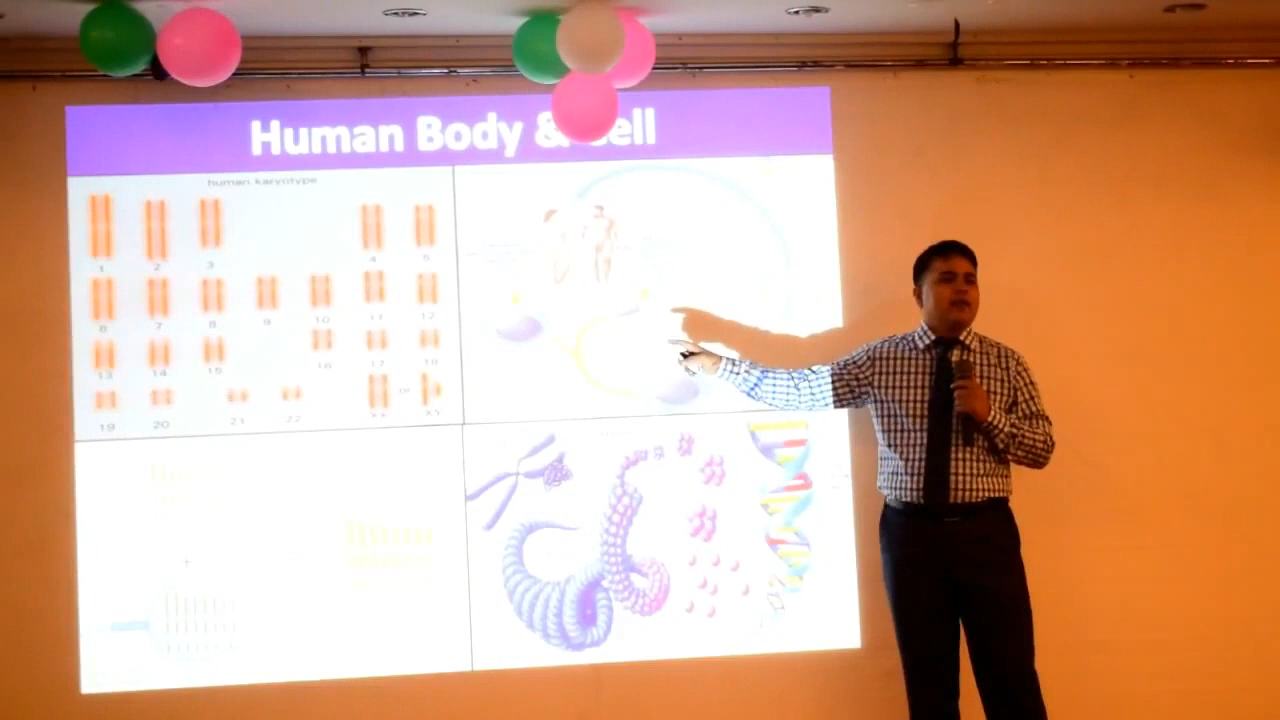 Human Body & Cell
human karyotype
1 2 3 4 5
6 7 8 9 10 11 12
13 14 15 16 17 18
19 20 21 22 XX or XY